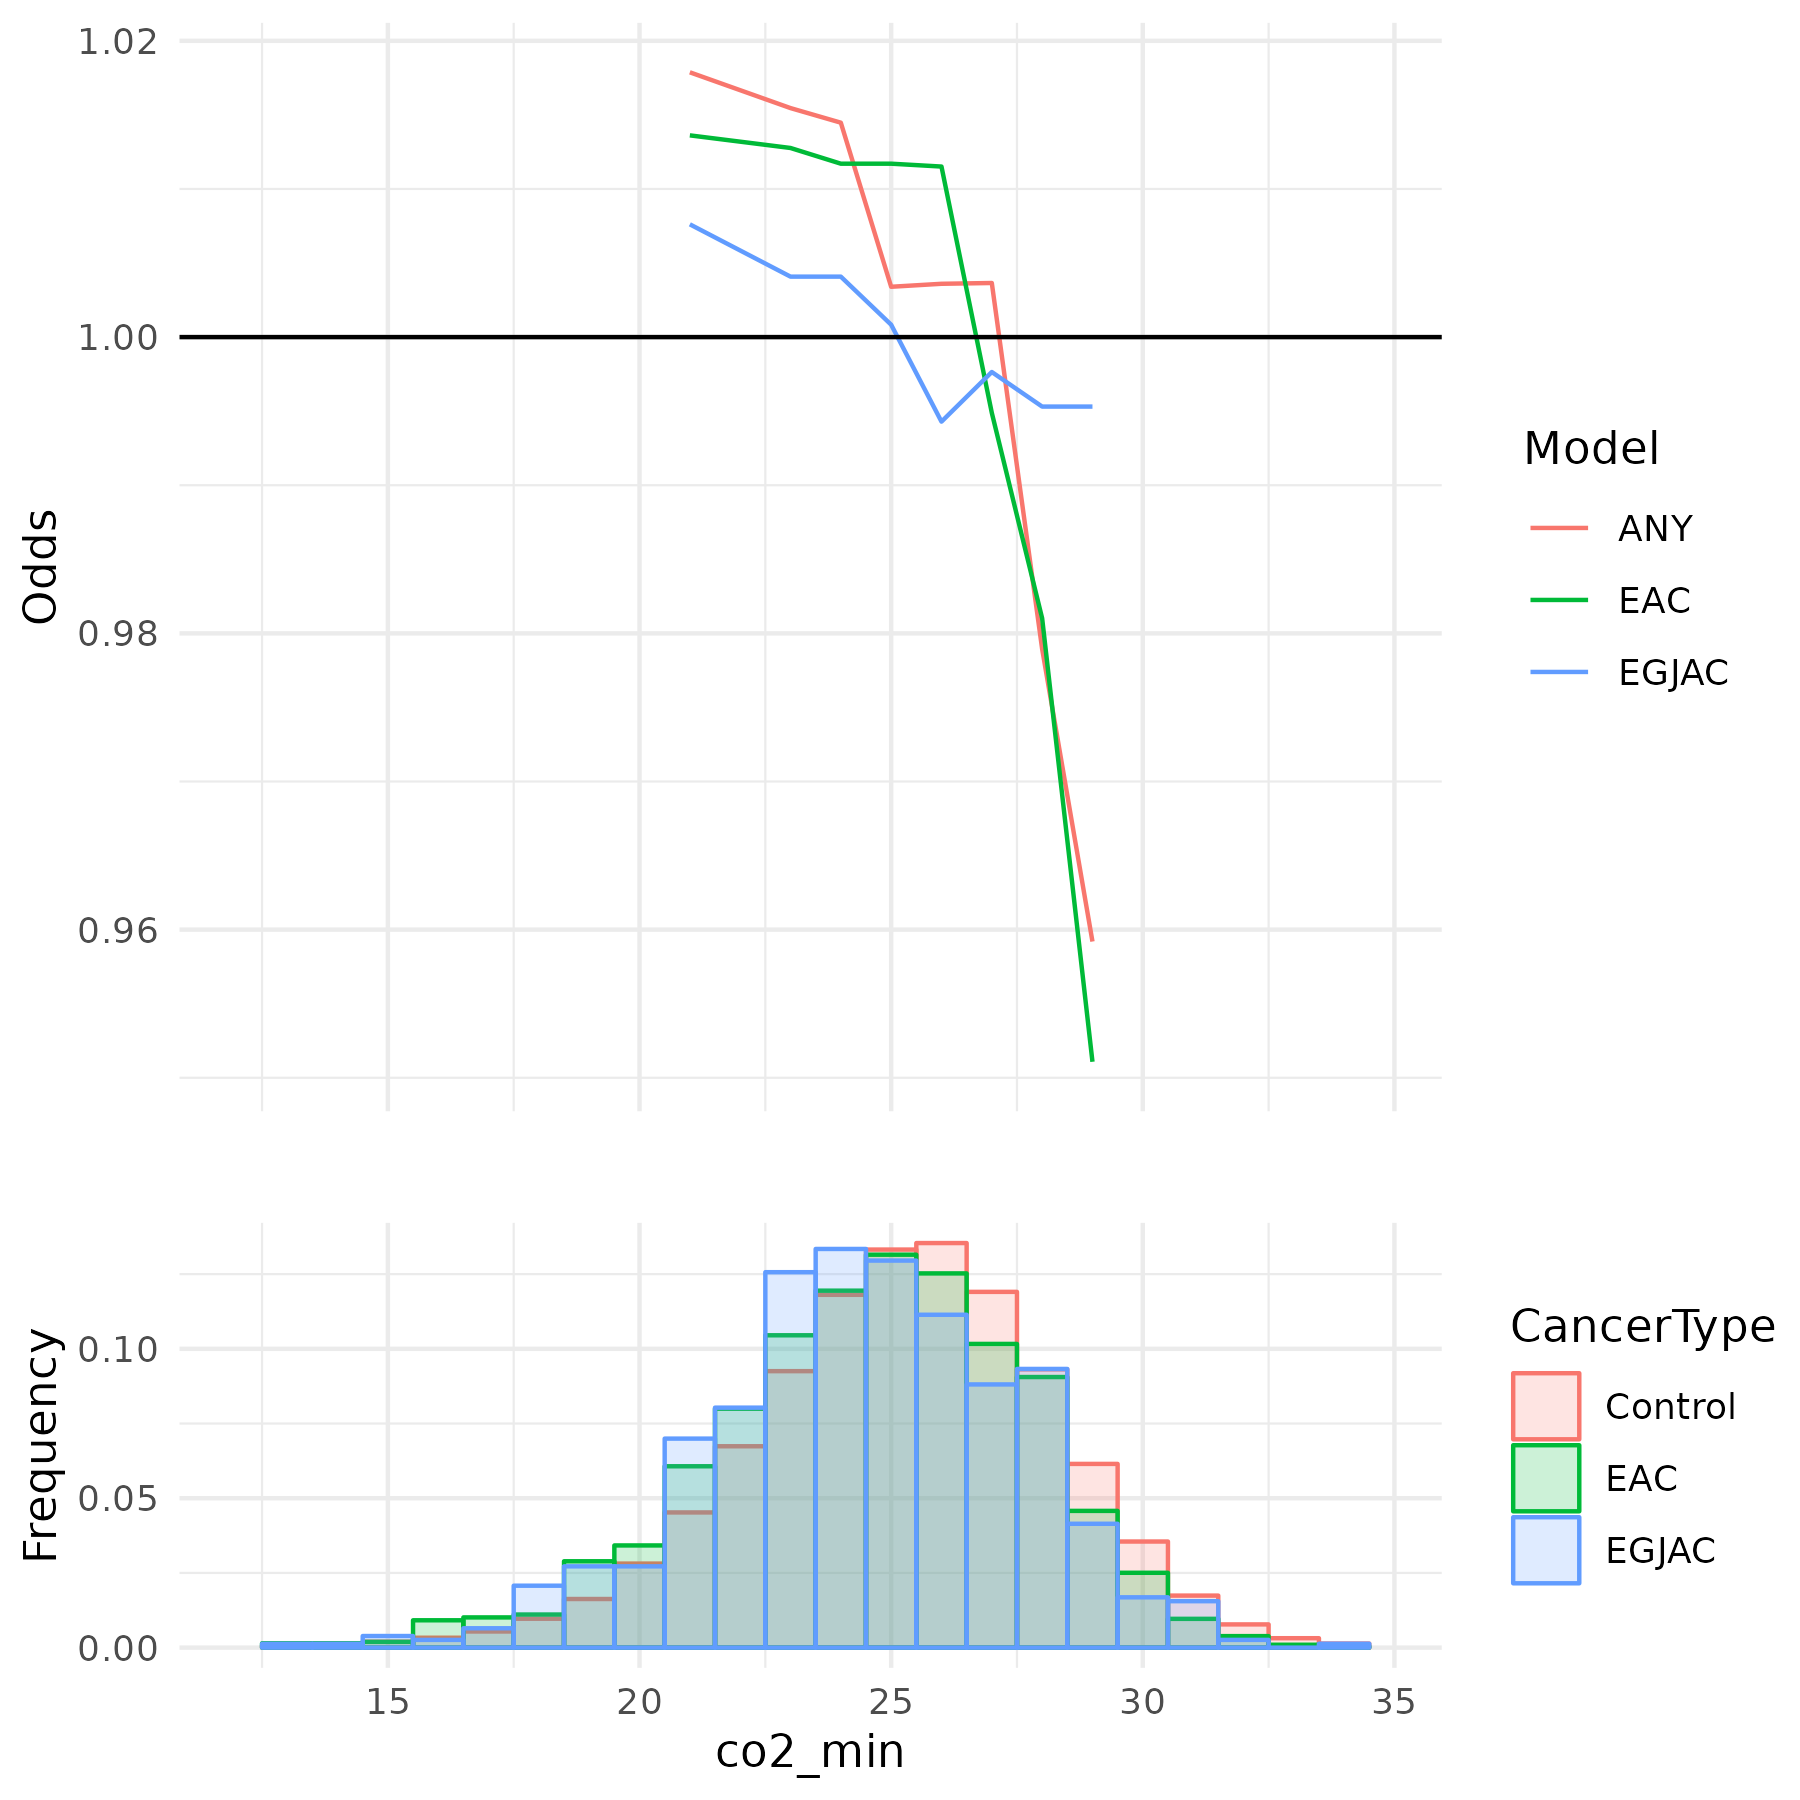 1.02
1.00
0.98
0.96
Odds
Model
ANY
EAC
EGJAC
0.10
0.05
0.00
Frequency
15 20 25 30 35
co2_min
CancerType
Control
EAC
EGJAC